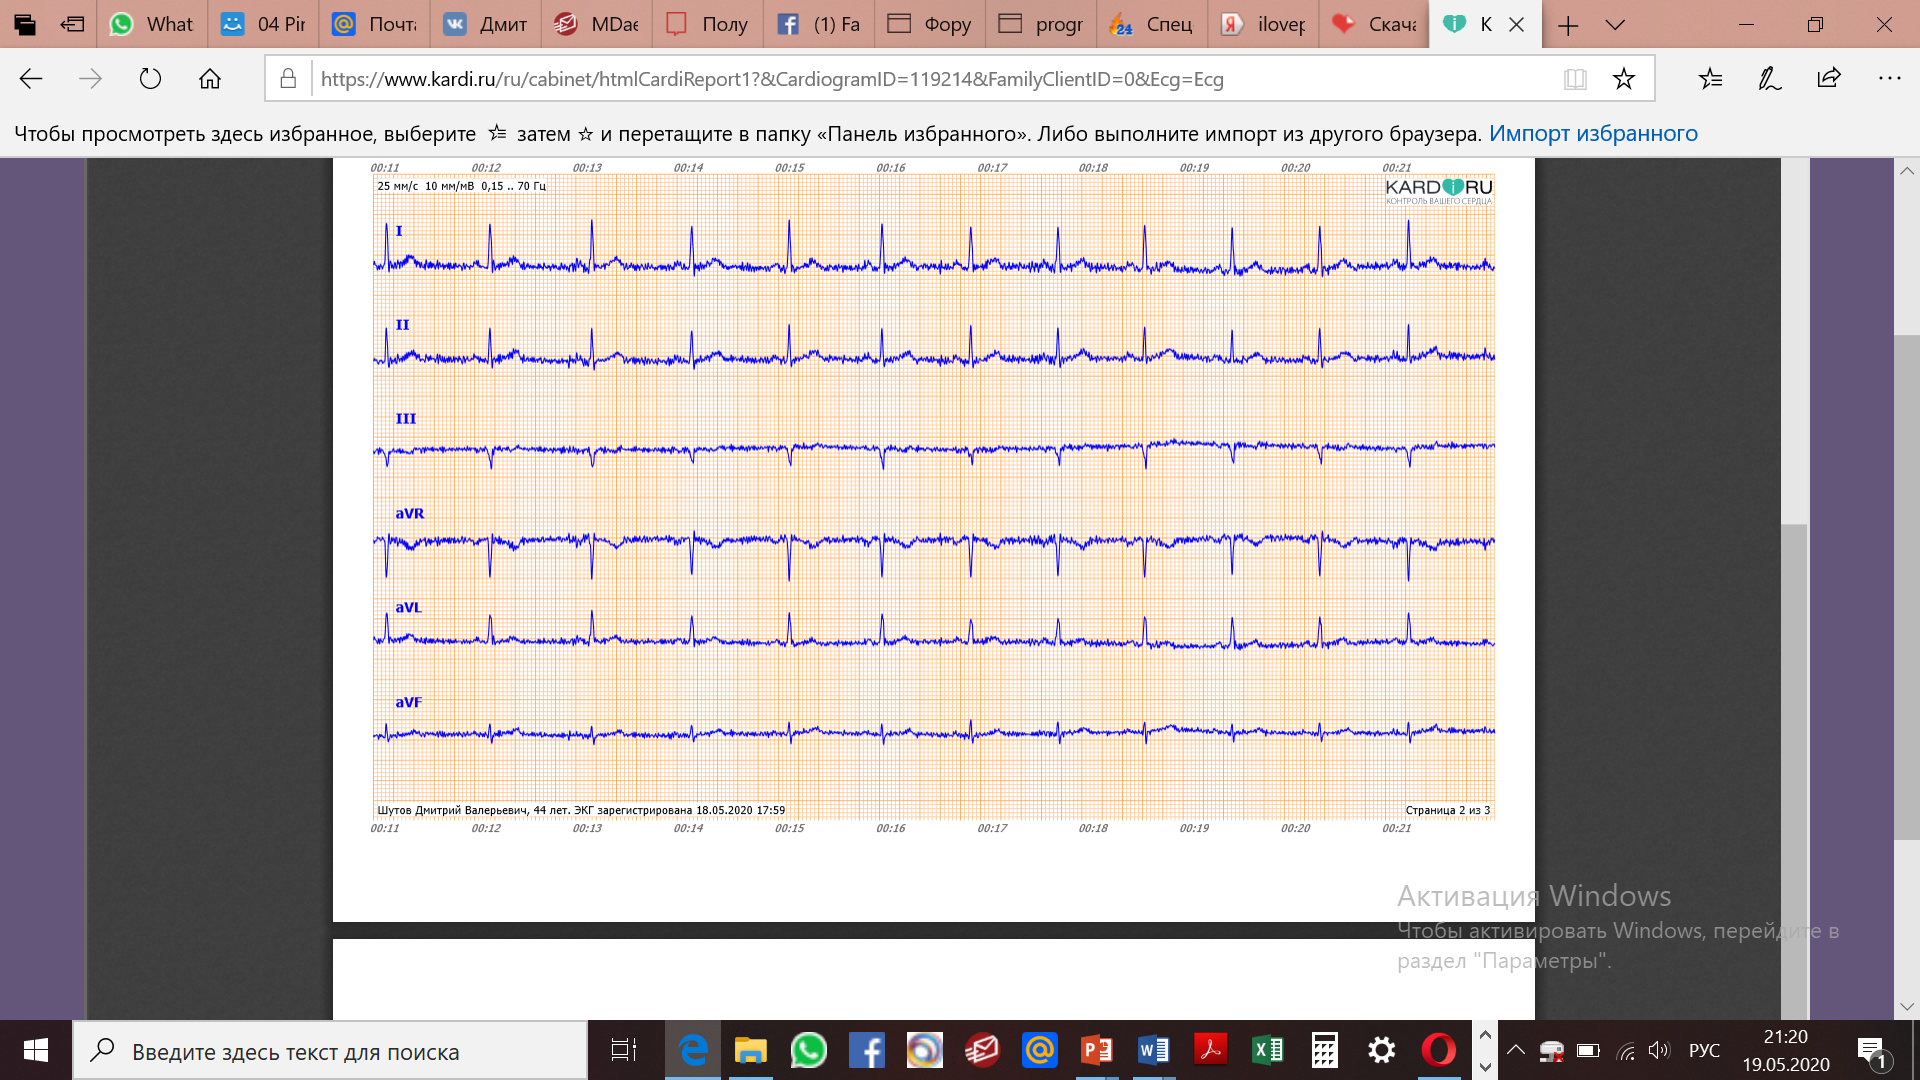 What
04 Pir
Почта
Дмит
MDae
Полу
(1) Fa
Фору
progr
Спец
ilovep
Скача
К
https://www.kardi.ru/ru/cabinet/htmlCardiReport1?&CardiogramID=119214&FamilyClientID=0&Ecg=Ecg
Чтобы просмотреть здесь избранное, выберите затем ☆ и перетащите в папку «Панель избранного». Либо выполните импорт из другого браузера. Импорт избранного
00:11 00:12 00:13 00:14 00:15 00:16 00:17 00:18 00:19 00:20 00:21
25 мм/с 10 мм/мВ 0,15 .. 70 Гц
KARDiRU
КОНТРОЛЬ ВАШЕГО СЕРДЦА
I
II
III
aVR
aVL
aVF
Шутов Дмитрий Валерьевич, 44 лет. ЭКГ зарегистрирована 18.05.2020 17:59
Страница 2 из 3
00:11 00:12 00:13 00:14 00:15 00:16 00:17 00:18 00:19 00:20 00:21
Активация Windows
Чтобы активировать Windows, перейдите в
раздел "Параметры".
Введите здесь текст для поиска
РУС
21:20
19.05.2020
1